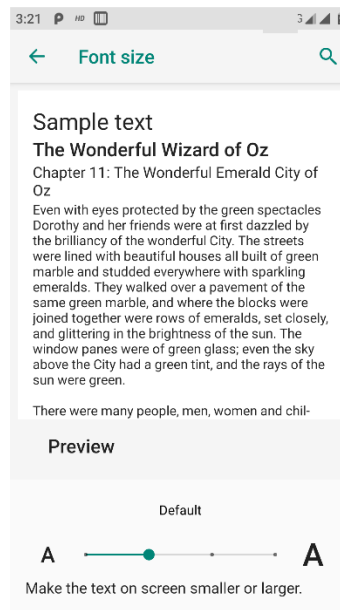 3:21 P HD
Font size
Sample text
The Wonderful Wizard of Oz
Chapter 11: The Wonderful Emerald City of
Oz
Even with eyes protected by the green spectacles
Dorothy and her friends were at first dazzled by
the brilliancy of the wonderful City. The streets
were lined with beautiful houses all built of green
marble and studded everywhere with sparkling
emeralds. They walked over a pavement of the
same green marble, and where the blocks were
joined together were rows of emeralds, set closely,
and glittering in the brightness of the sun. The
window panes were of green glass; even the sky
above the City had a green tint, and the rays of the
sun were green.
There were many people, men, women and chil-
Preview
Default
A A
Make the text on screen smaller or larger.